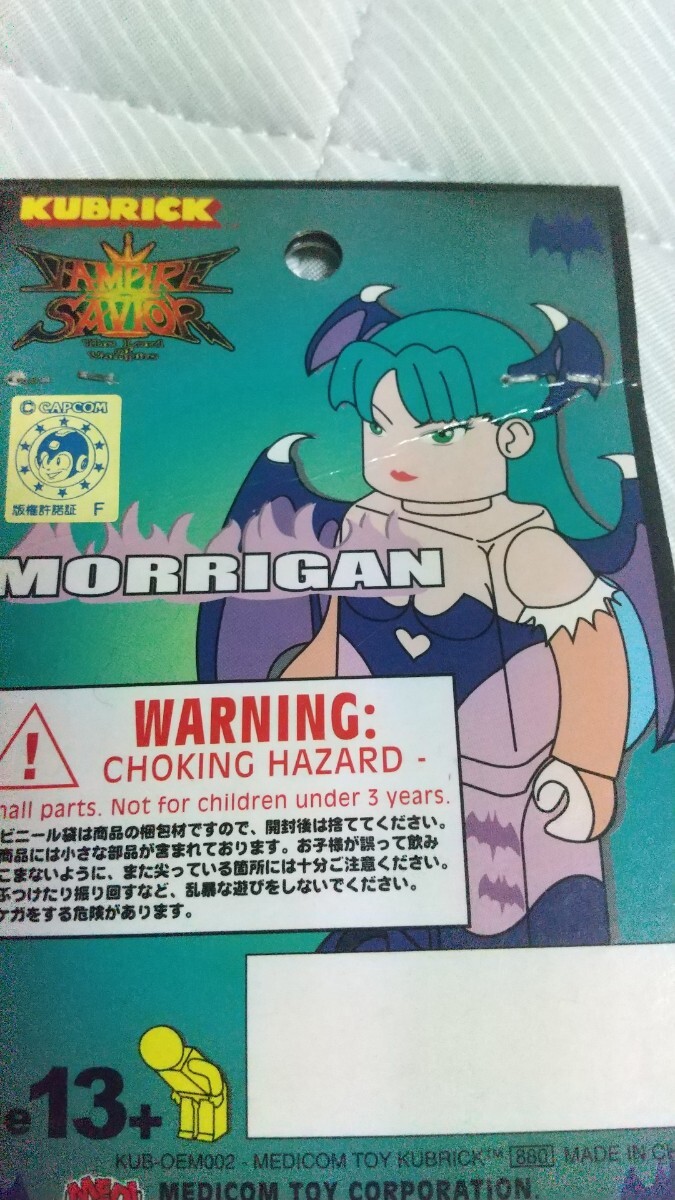 KUBRICK
VAMPIRE
SAVIOR
The Lord of Vampire
© CAPCOM
版権許諾証 F
MORRIGAN
WARNING:
CHOKING HAZARD -
mall parts. Not for children under 3 years.
ビニール袋は商品の梱包材ですので、開封後は捨ててください。
商品には小さな部品が含まれております。お子様が誤って飲み
こまないように、また尖っている箇所には十分ご注意ください。
ぶつけたり振り回すなど、乱暴な遊びをしないでください。
ケガをする危険があります。
e13+
KUB-OEM002 - MEDICOM TOY KUBRICK™ 880 MADE IN CH
MEDI MEDICOM TOY CORPORATION